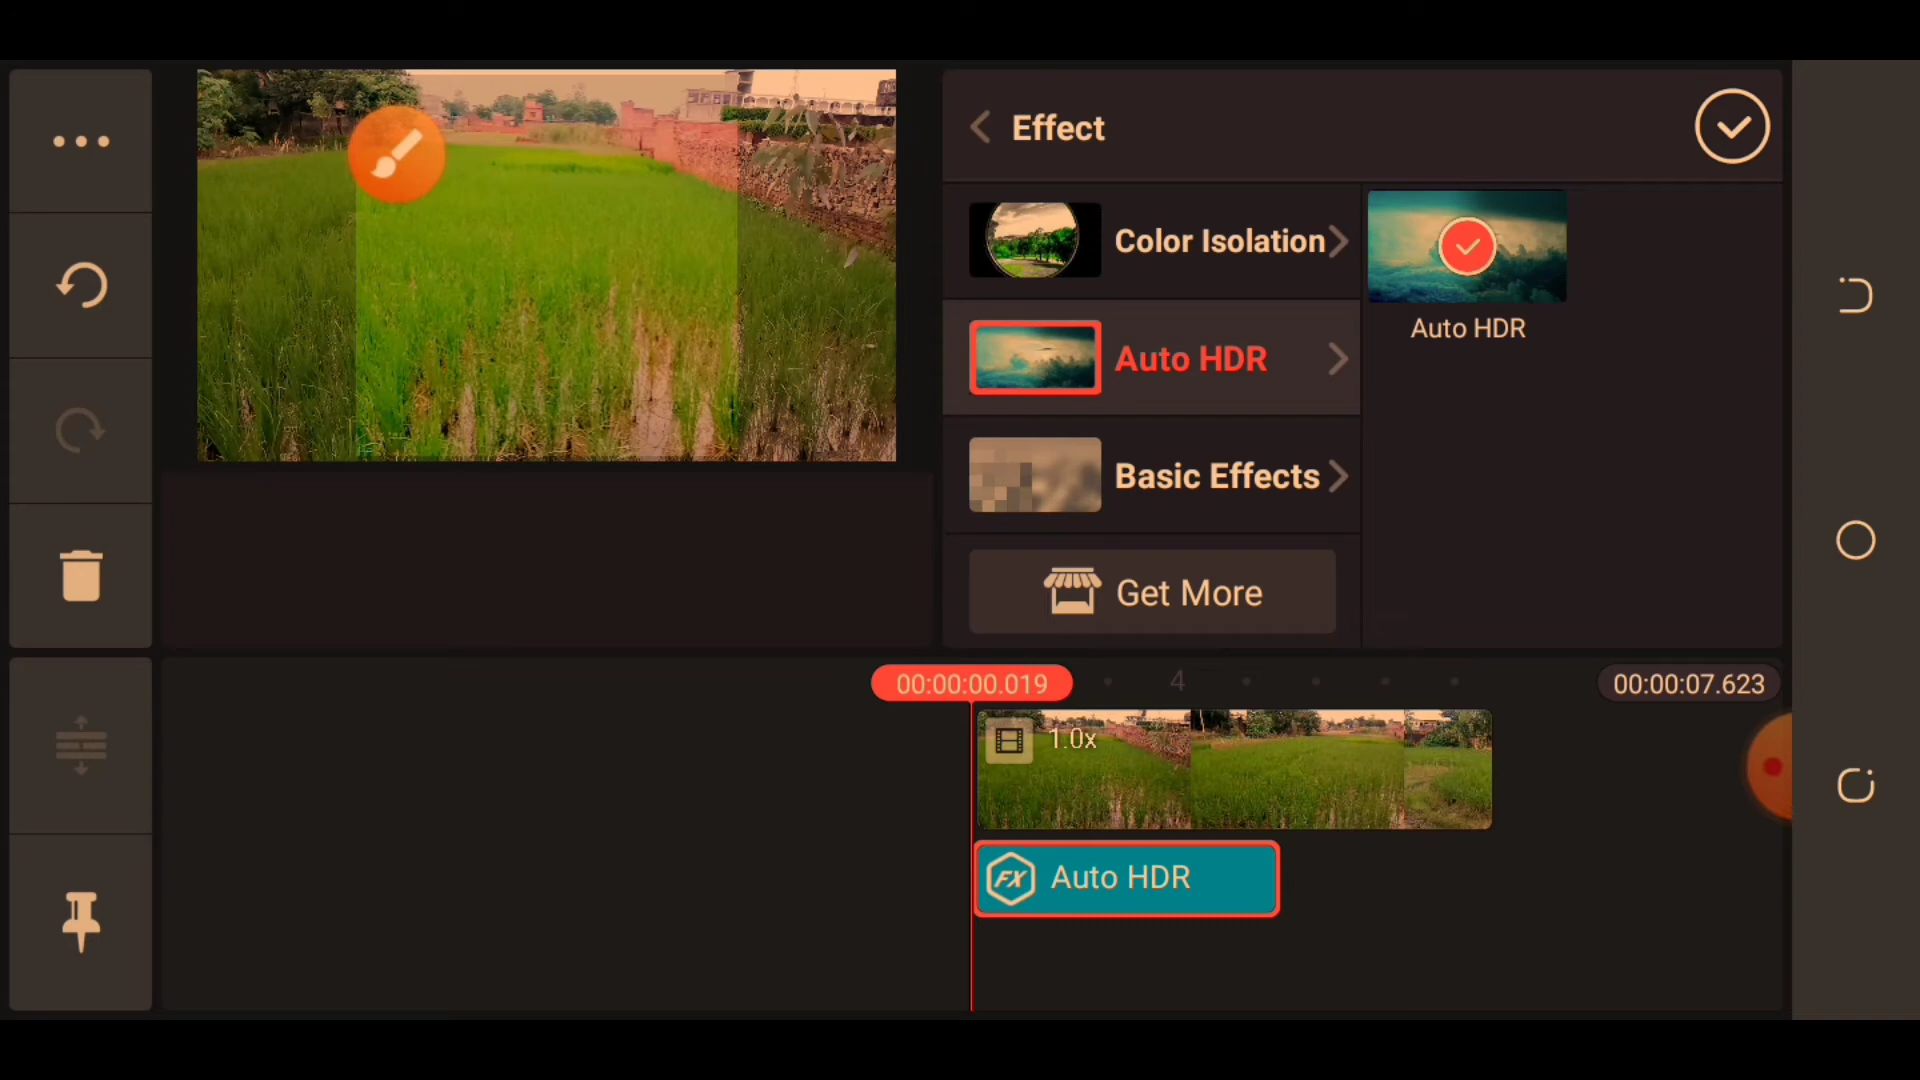 Effect
Color Isolation
Auto HDR
Auto HDR
Basic Effects
Get More
00:00:00.019
4
00:00:07.623
1.0x
FX Auto HDR